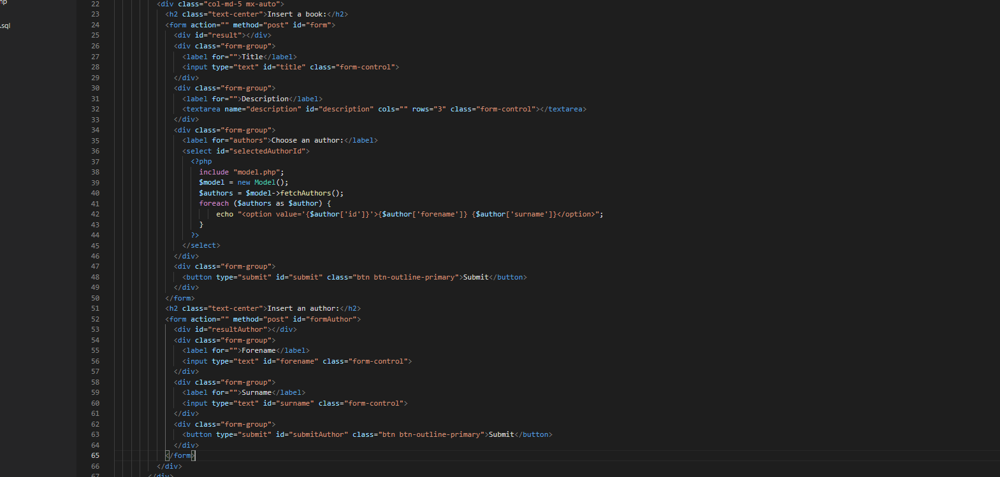 .sql
22 <div class="col-md-5 mx-auto">
23 <h2 class="text-center">Insert a book:</h2>
24 <form action="" method="post" id="form">
25 <div id="result"></div>
26 <div class="form-group">
27 <label for="">Title</label>
28 <input type="text" id="title" class="form-control">
29 </div>
30 <div class="form-group">
31 <label for="">Description</label>
32 <textarea name="description" id="description" cols="" rows="3" class="form-control"></textarea>
33 </div>
34 <div class="form-group">
35 <label for="authors">Choose an author:</label>
36 <select id="selectedAuthorId">
37 <?php
38 include "model.php";
39 $model = new Model();
40 $authors = $model->fetchAuthors();
41 foreach ($authors as $author) {
42 echo "<option value='{$author['id']}'>{$author['forename']} {$author['surname']}</option>";
43 }
44 ?>
45 </select>
46 </div>
47 <div class="form-group">
48 <button type="submit" id="submit" class="btn btn-outline-primary">Submit</button>
49 </div>
50 </form>
51 <h2 class="text-center">Insert an author:</h2>
52 <form action="" method="post" id="formAuthor">
53 <div id="resultAuthor"></div>
54 <div class="form-group">
55 <label for="">Forename</label>
56 <input type="text" id="forename" class="form-control">
57 </div>
58 <div class="form-group">
59 <label for="">Surname</label>
60 <input type="text" id="surname" class="form-control">
61 </div>
62 <div class="form-group">
63 <button type="submit" id="submitAuthor" class="btn btn-outline-primary">Submit</button>
64 </div>
65 </form>
66 </div>
67 </div>